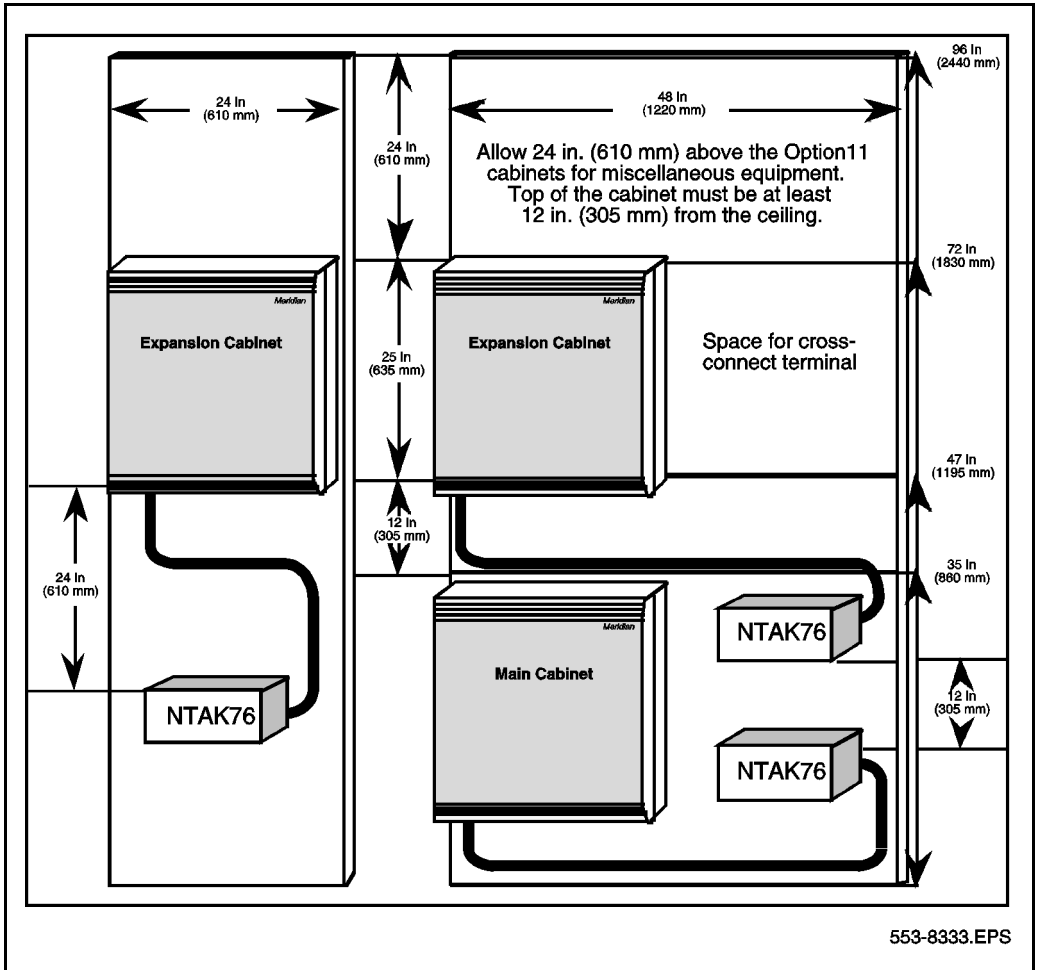 96 In
(2440 mm)
24 In
(610 mm)
48 In
(1220 mm)
24 In
(610 mm)
Allow 24 in. (610 mm) above the Option11
cabinets for miscellaneous equipment.
Top of the cabinet must be at least
12 in. (305 mm) from the ceiling.
72 In
(1830 mm)
Meridian
Expansion Cabinet
Meridian
Expansion Cabinet
25 In
(635 mm)
Space for cross-
connect terminal
47 In
(1195 mm)
12 In
(305 mm)
35 In
(860 mm)
24 In
(610 mm)
NTAK76
Meridian
Main Cabinet
NTAK76
12 In
(305 mm)
NTAK76
553-8333.EPS